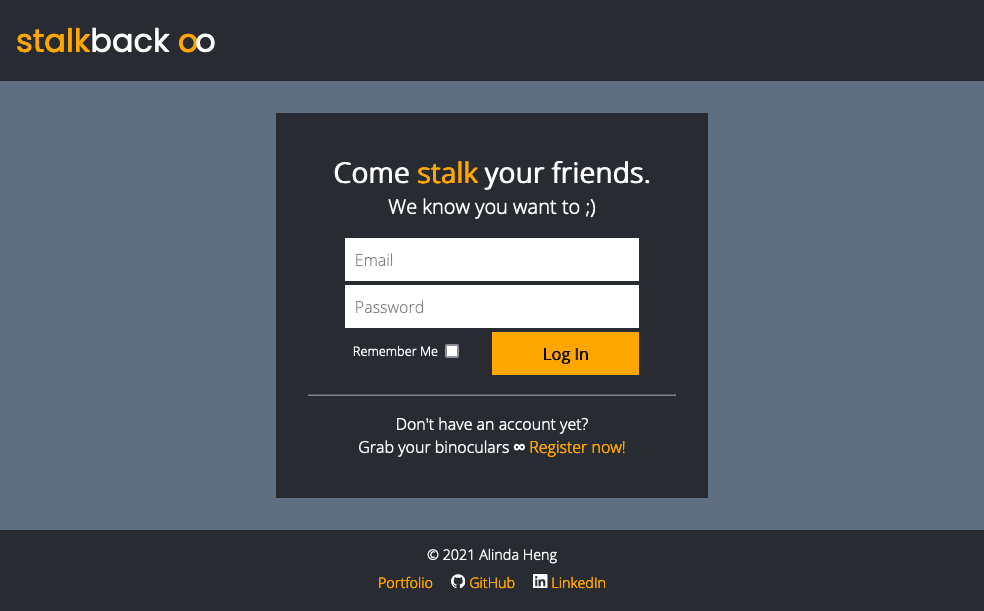 stalkback
Come stalk your friends.
We know you want to ;)
Email
Password
Remember Me
Log In
Don't have an account yet?
Grab your binoculars ∞ Register now!
© 2021 Alinda Heng
Portfolio GitHub LinkedIn